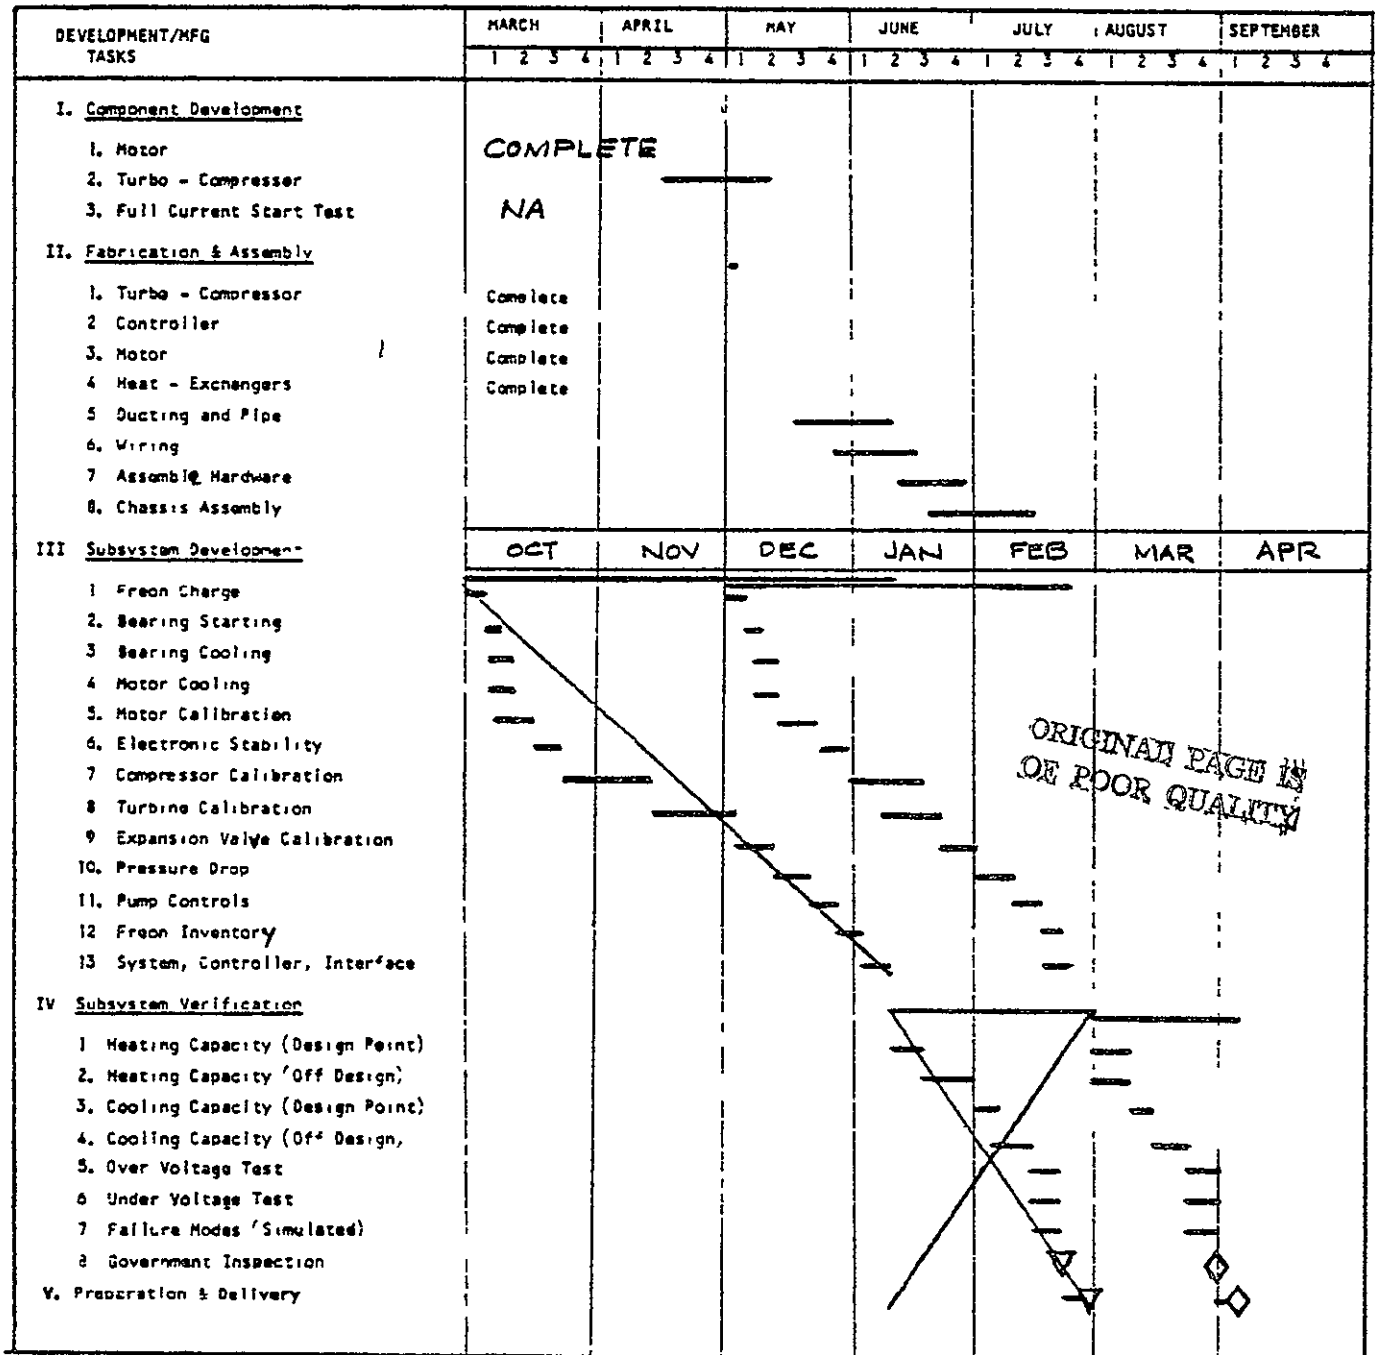 DEVELOPMENT/MFG TASKS
MARCH APRIL MAY JUNE JULY AUGUST SEPTEMBER
1 2 3 4 1 2 3 4 1 2 3 4 1 2 3 4 1 2 3 4 1 2 3 4 1 2 3 4
I. Component Development
1. Motor COMPLETE
2. Turbo - Compressor
3. Full Current Start Test NA
II. Fabrication & Assembly
1. Turbo - Compressor Complete
2 Controller Complete
3. Motor Complete
4 Heat - Exchangers Complete
5 Ducting and Pipe
6. Wiring
7 Assemble Hardware
8. Chassis Assembly
III Subsystem Development OCT NOV DEC JAN FEB MAR APR
1 Freon Charge
2. Bearing Starting
3 Bearing Cooling
4 Motor Cooling
5. Motor Calibration
6. Electronic Stability
7 Compressor Calibration
8 Turbine Calibration
9 Expansion Valve Calibration
10. Pressure Drop
11. Pump Controls
12 Freon Inventory
13 System, Controller, Interface
ORIGINAL PAGE IS
OF POOR QUALITY
IV Subsystem Verification
1 Heating Capacity (Design Point)
2. Heating Capacity (Off Design)
3. Cooling Capacity (Design Point)
4. Cooling Capacity (Off Design,
5. Over Voltage Test
6 Under Voltage Test
7 Failure Modes (Simulated)
8 Government Inspection
V. Preparation & Delivery